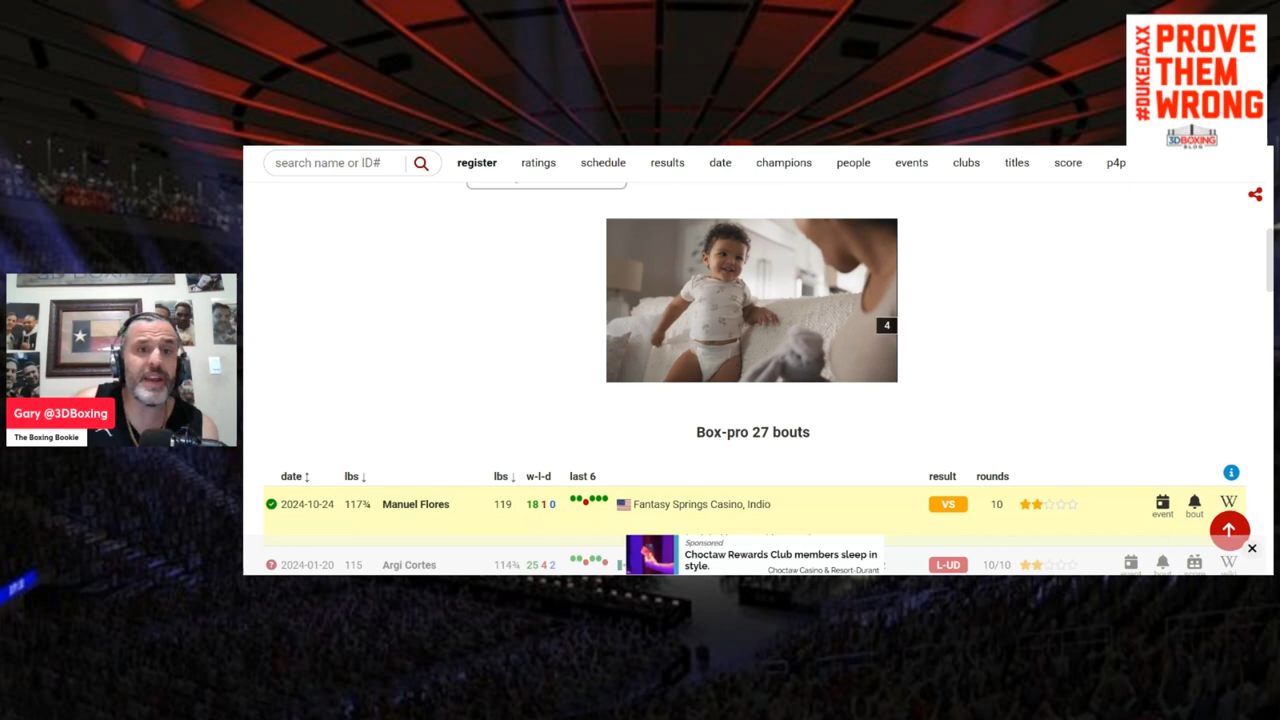 #DUKEDAXX
PROVE
THEM
WRONG
3DBOXING
BLOG
search name or ID# register ratings schedule results date champions people events clubs titles score p4p
4
Box-pro 27 bouts
date lbs lbs w-l-d last 6 result rounds
2024-10-24 117¾ Manuel Flores 119 18 1 0 Fantasy Springs Casino, Indio VS 10 event bout W
Sponsored
Choctaw Rewards Club members sleep in
style.
Choctaw Casino & Resort-Durant
2024-01-20 115 Argi Cortes 114¾ 25 4 2 L-UD 10/10 W
Gary @3DBoxing
The Boxing Bookie